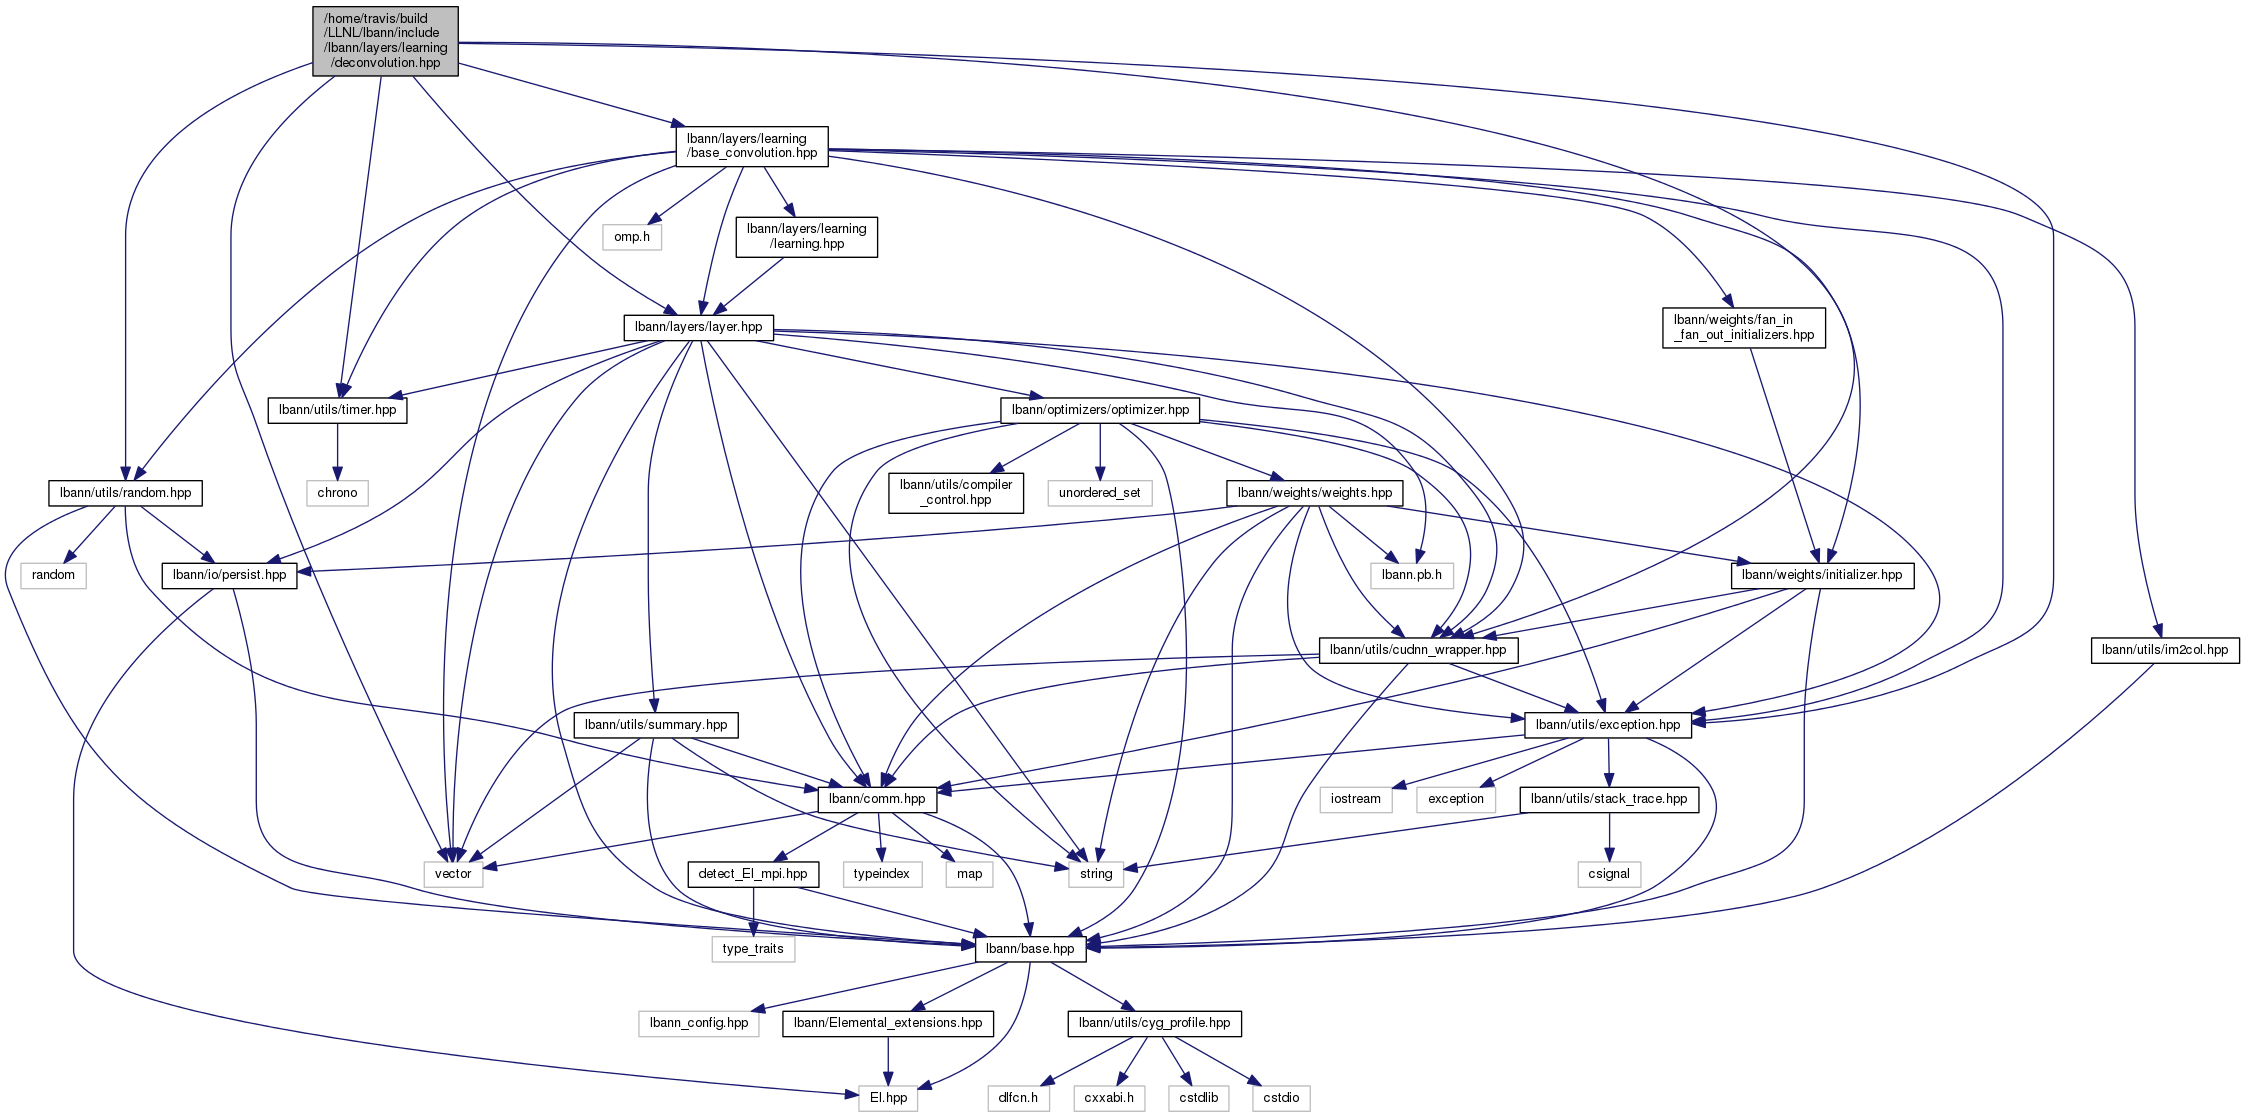 /home/travis/build
/LLNL/lbann/include
/lbann/layers/learning
/deconvolution.hpp
lbann/layers/learning
/base_convolution.hpp
omp.h
lbann/layers/learning
/learning.hpp
lbann/layers/layer.hpp
lbann/weights/fan_in
_fan_out_initializers.hpp
lbann/utils/timer.hpp
lbann/optimizers/optimizer.hpp
lbann/utils/random.hpp
chrono
lbann/utils/compiler
_control.hpp
unordered_set
lbann/weights/weights.hpp
random
lbann/io/persist.hpp
lbann.pb.h
lbann/weights/initializer.hpp
lbann/utils/cudnn_wrapper.hpp
lbann/utils/im2col.hpp
lbann/utils/summary.hpp
lbann/utils/exception.hpp
lbann/comm.hpp
iostream
exception
lbann/utils/stack_trace.hpp
vector
detect_El_mpi.hpp
typeindex
map
string
csignal
type_traits
lbann/base.hpp
lbann_config.hpp
lbann/Elemental_extensions.hpp
lbann/utils/cyg_profile.hpp
El.hpp
dlfcn.h
cxxabi.h
cstdlib
cstdio